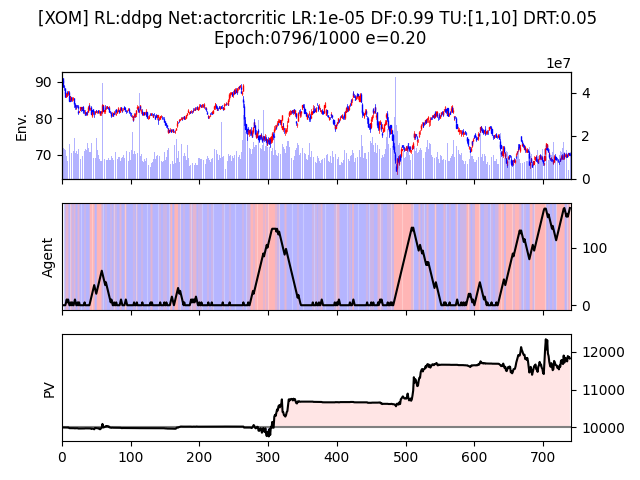 [XOM] RL:ddpg Net:actorcritic LR:1e-05 DF:0.99 TU:[1,10] DRT:0.05
Epoch:0796/1000 e=0.20
1e7
90
80
70
Env.
4
2
0
Agent
100
0
PV
12000
11000
10000
0 100 200 300 400 500 600 700